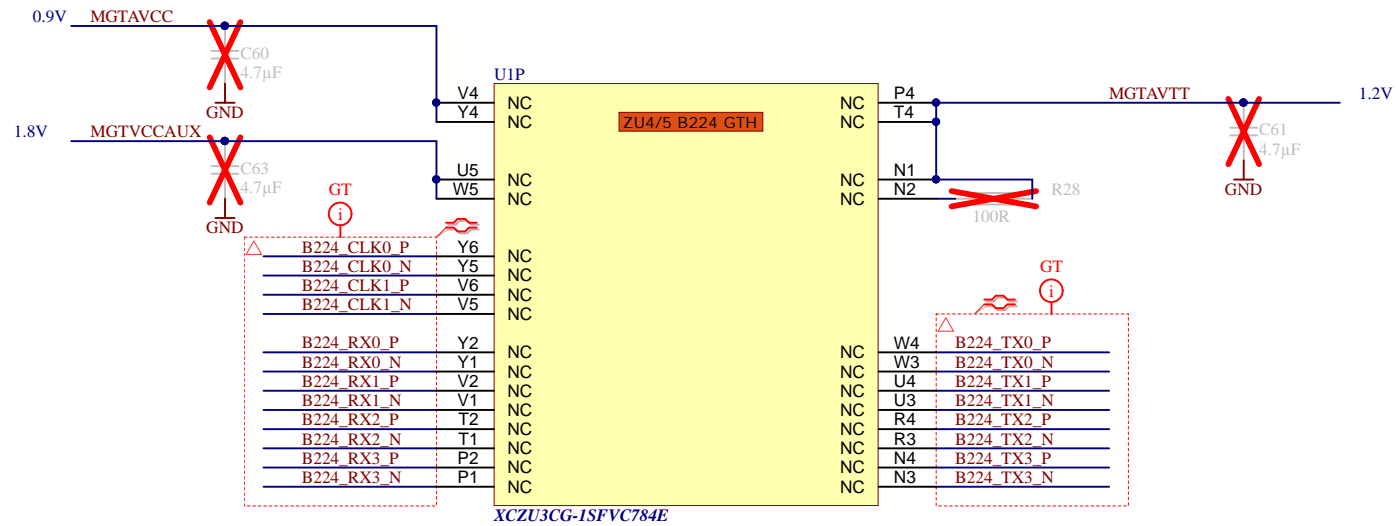 0.9V MGTAVCC
C60
4.7µF
GND
1.8V MGTVCCAUX
C63
4.7µF
GND
U1P
ZU4/5 B224 GTH
V4 NC
Y4 NC
U5 NC
W5 NC
GT
i
B224_CLK0_P Y6 NC
B224_CLK0_N Y5 NC
B224_CLK1_P V6 NC
B224_CLK1_N V5 NC
B224_RX0_P Y2 NC
B224_RX0_N Y1 NC
B224_RX1_P V2 NC
B224_RX1_N V1 NC
B224_RX2_P T2 NC
B224_RX2_N T1 NC
B224_RX3_P P2 NC
B224_RX3_N P1 NC
NC P4 MGTAVTT 1.2V
NC T4
C61
4.7µF
GND
NC N1
NC N2
R28
100R
GT
i
NC W4 B224_TX0_P
NC W3 B224_TX0_N
NC U4 B224_TX1_P
NC U3 B224_TX1_N
NC R4 B224_TX2_P
NC R3 B224_TX2_N
NC N4 B224_TX3_P
NC N3 B224_TX3_N
XCZU3CG-1SFVC784E